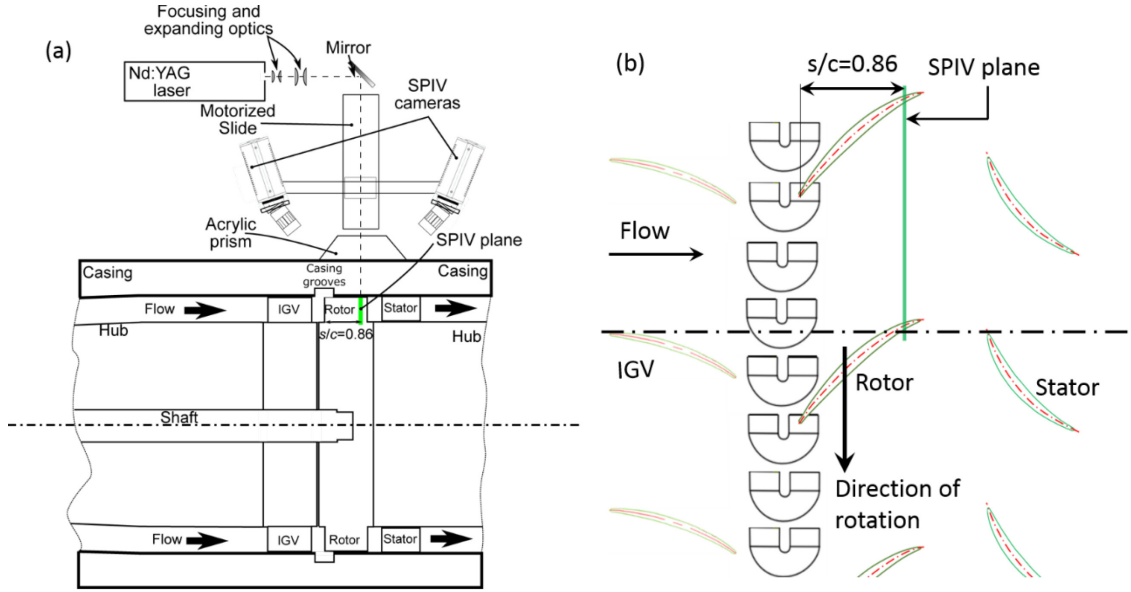 (a)
Focusing and
expanding optics
Mirror
Nd:YAG
laser
SPIV
cameras
Motorized
Slide
Acrylic
prism
SPIV plane
Casing
Casing
grooves
Casing
Flow
IGV
Rotor
Stator
s/c=0.86
Hub
Hub
Shaft
Flow
IGV
Rotor
Stator
(b)
s/c=0.86
SPIV plane
Flow
IGV
Rotor
Stator
Direction of
rotation